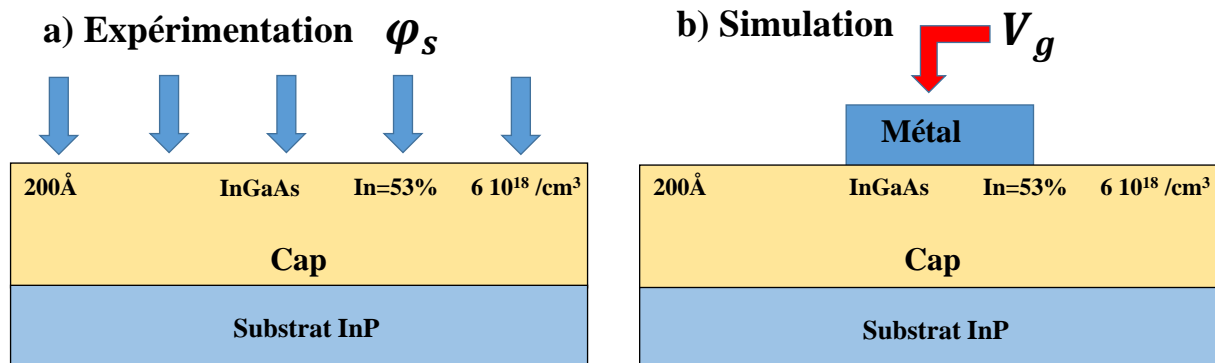 a) Expérimentation φₛ
200Å InGaAs In=53% 6 10¹⁸ /cm³
Cap
Substrat InP
b) Simulation V_g
Métal
200Å InGaAs In=53% 6 10¹⁸ /cm³
Cap
Substrat InP